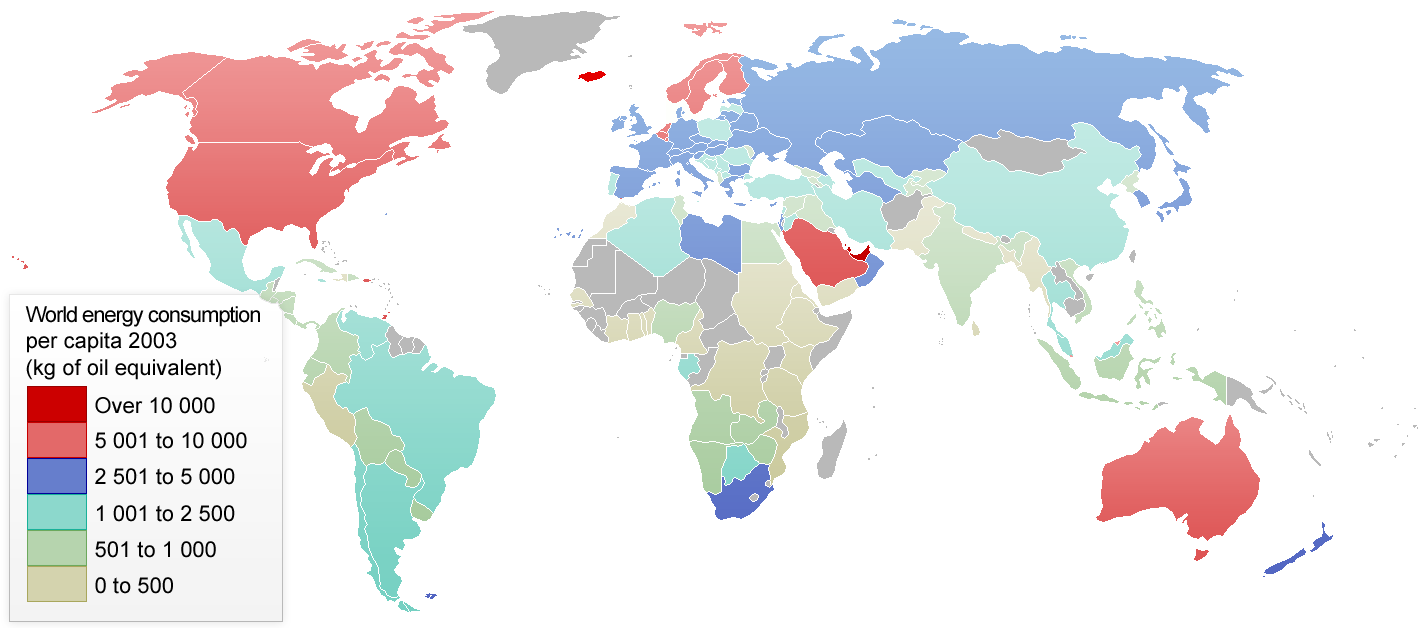 World energy consumption
per capita 2003
(kg of oil equivalent)
Over 10 000
5 001 to 10 000
2 501 to 5 000
1 001 to 2 500
501 to 1 000
0 to 500